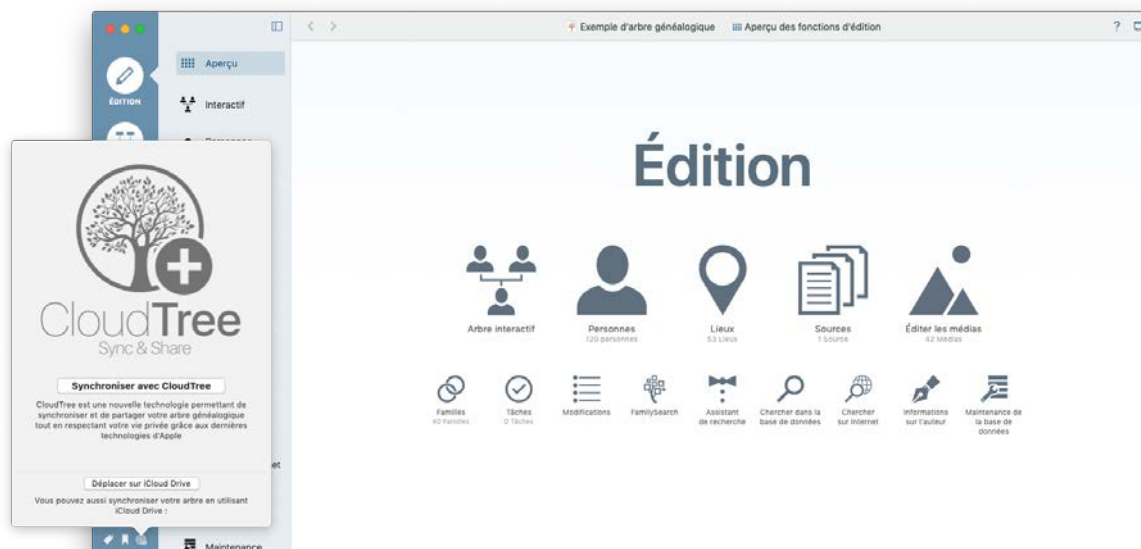 Exemple d'arbre généalogique
Aperçu des fonctions d'édition
?
Aperçu
ÉDITION
Interactif
Personnes
CloudTree
Sync & Share
Synchroniser avec CloudTree
CloudTree est une nouvelle technologie permettant de
synchroniser et de partager votre arbre généalogique
tout en respectant votre vie privée grâce aux dernières
technologies d'Apple
Déplacer sur iCloud Drive
Vous pouvez aussi synchroniser votre arbre en utilisant
iCloud Drive :
et
Maintenance
Édition
Arbre interactif
Personnes
120 personnes
Lieux
53 Lieux
Sources
1 Source
Éditer les médias
42 Médias
Familles
40 Familles
Tâches
0 Tâches
Modifications
FamilySearch
Assistant
de recherche
Chercher dans la
base de données
Chercher
sur Internet
Informations
sur l'auteur
Maintenance de
la base de
données